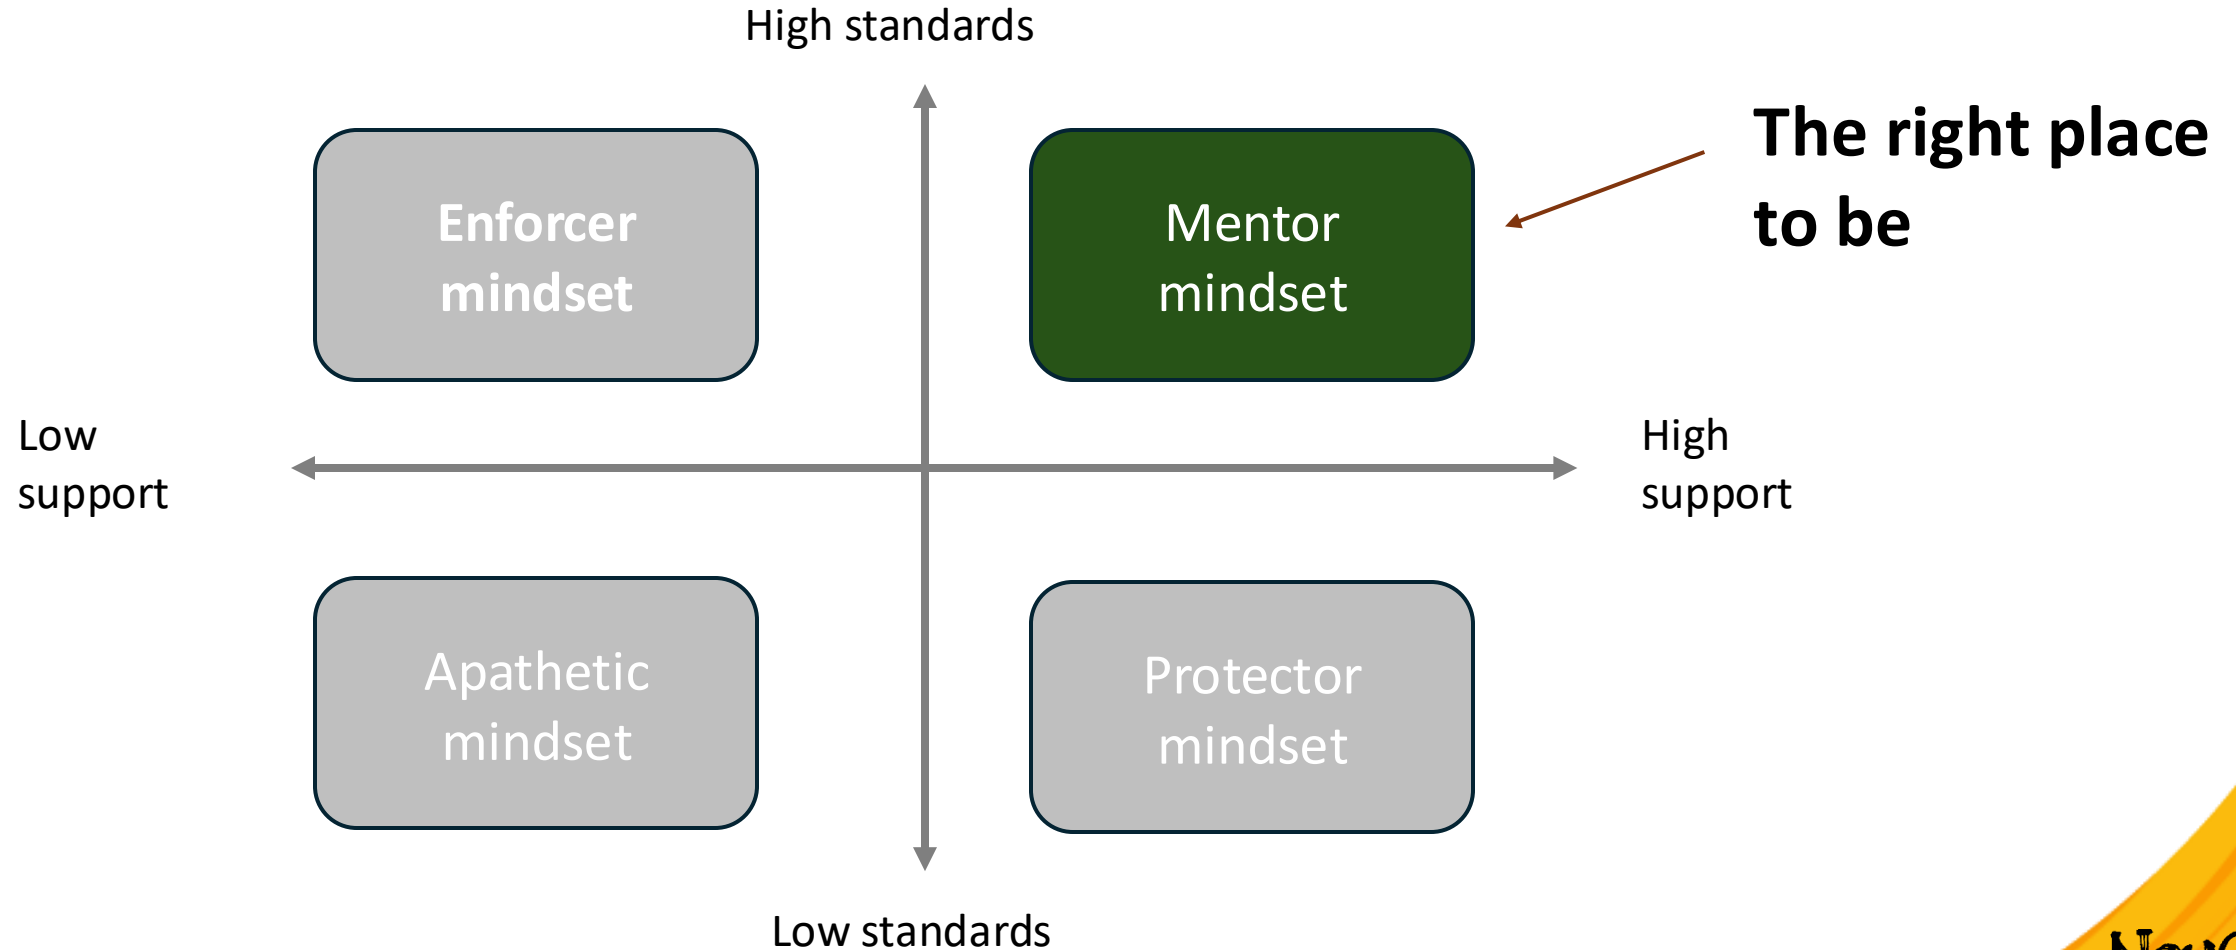 High standards
The right place
to be
Enforcer
mindset
Mentor
mindset
Low
support
High
support
Apathetic
mindset
Protector
mindset
Low standards